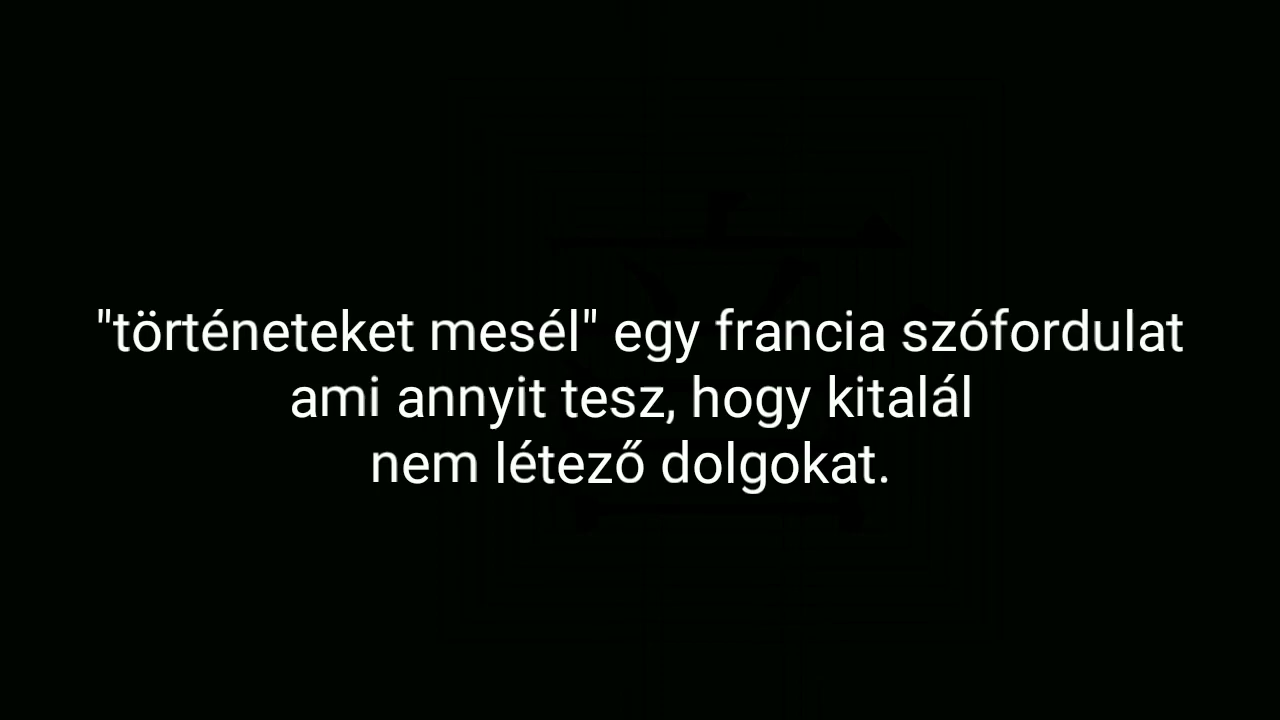 "történeteket mesél" egy francia szófordulat
ami annyit tesz, hogy kitalál
nem létező dolgokat.